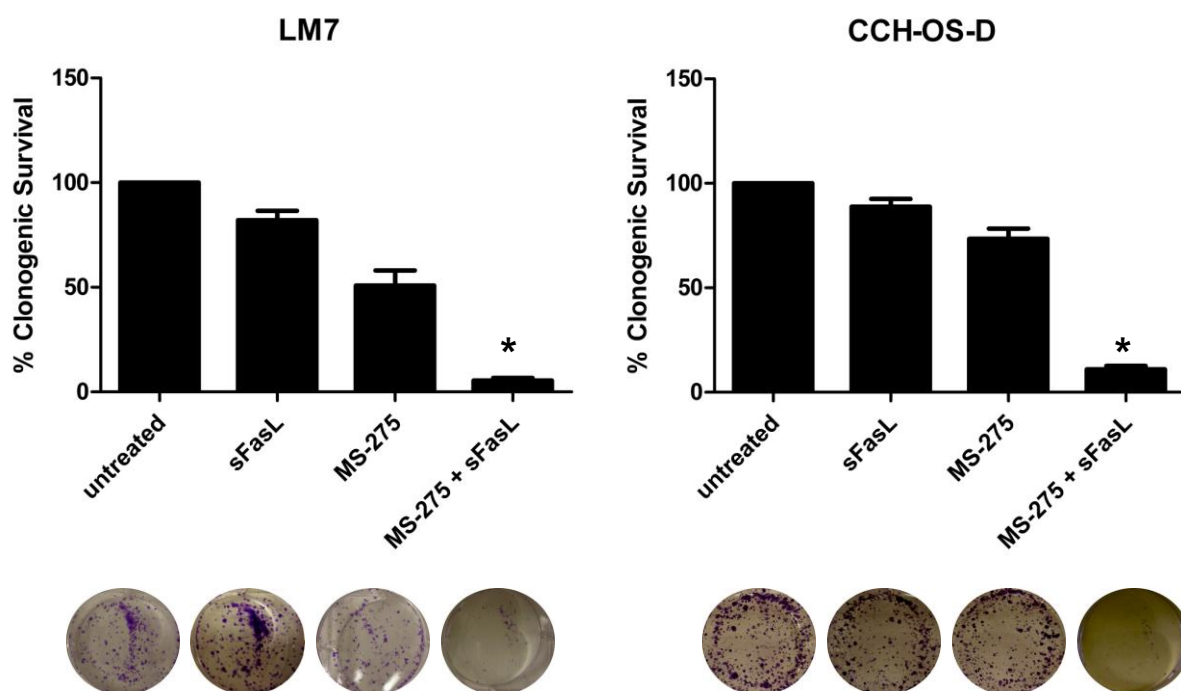 LM7
% Clonogenic Survival
150
100
50
0
*
untreated
sFasL
MS-275
MS-275 + sFasL
CCH-OS-D
% Clonogenic Survival
150
100
50
0
*
untreated
sFasL
MS-275
MS-275 + sFasL